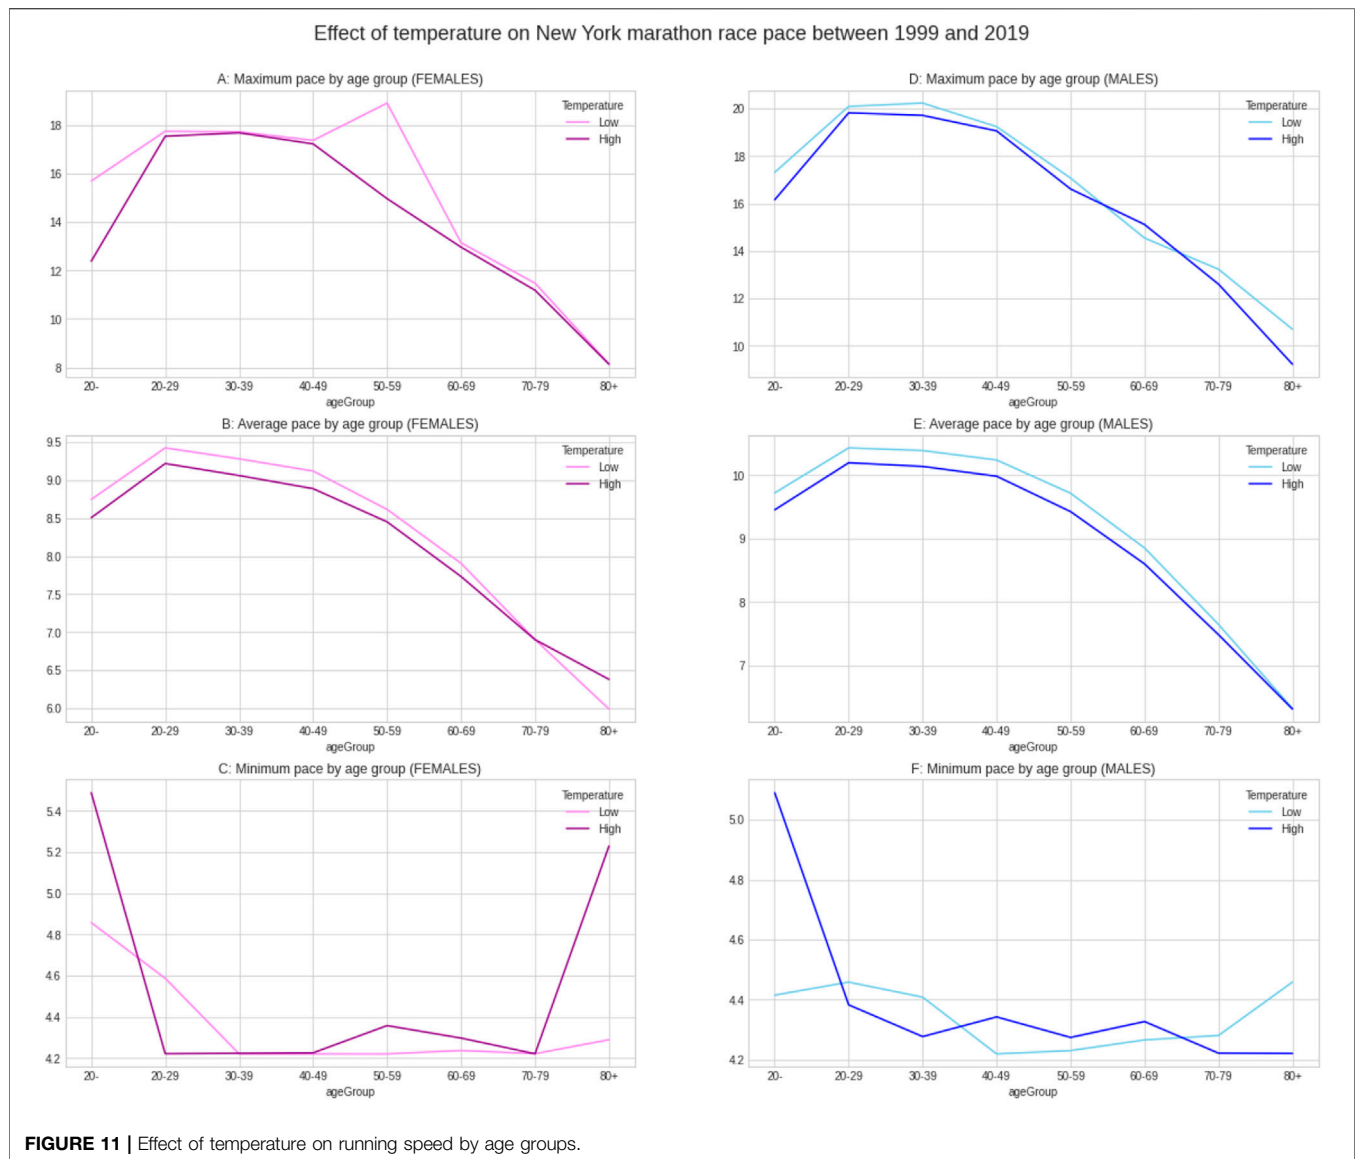 Effect of temperature on New York marathon race pace between 1999 and 2019
A: Maximum pace by age group (FEMALES)
Temperature
Low
High
18
16
14
12
10
8
20-
20-29
30-39
40-49
50-59
60-69
70-79
80+
ageGroup
D: Maximum pace by age group (MALES)
Temperature
Low
High
20
18
16
14
12
10
20-
20-29
30-39
40-49
50-59
60-69
70-79
80+
ageGroup
B: Average pace by age group (FEMALES)
Temperature
Low
High
9.5
9.0
8.5
8.0
7.5
7.0
6.5
6.0
20-
20-29
30-39
40-49
50-59
60-69
70-79
80+
ageGroup
E: Average pace by age group (MALES)
Temperature
Low
High
10
9
8
7
20-
20-29
30-39
40-49
50-59
60-69
70-79
80+
ageGroup
C: Minimum pace by age group (FEMALES)
Temperature
Low
High
5.4
5.2
5.0
4.8
4.6
4.4
4.2
20-
20-29
30-39
40-49
50-59
60-69
70-79
80+
ageGroup
F: Minimum pace by age group (MALES)
Temperature
Low
High
5.0
4.8
4.6
4.4
4.2
20-
20-29
30-39
40-49
50-59
60-69
70-79
80+
ageGroup
FIGURE 11 | Effect of temperature on running speed by age groups.